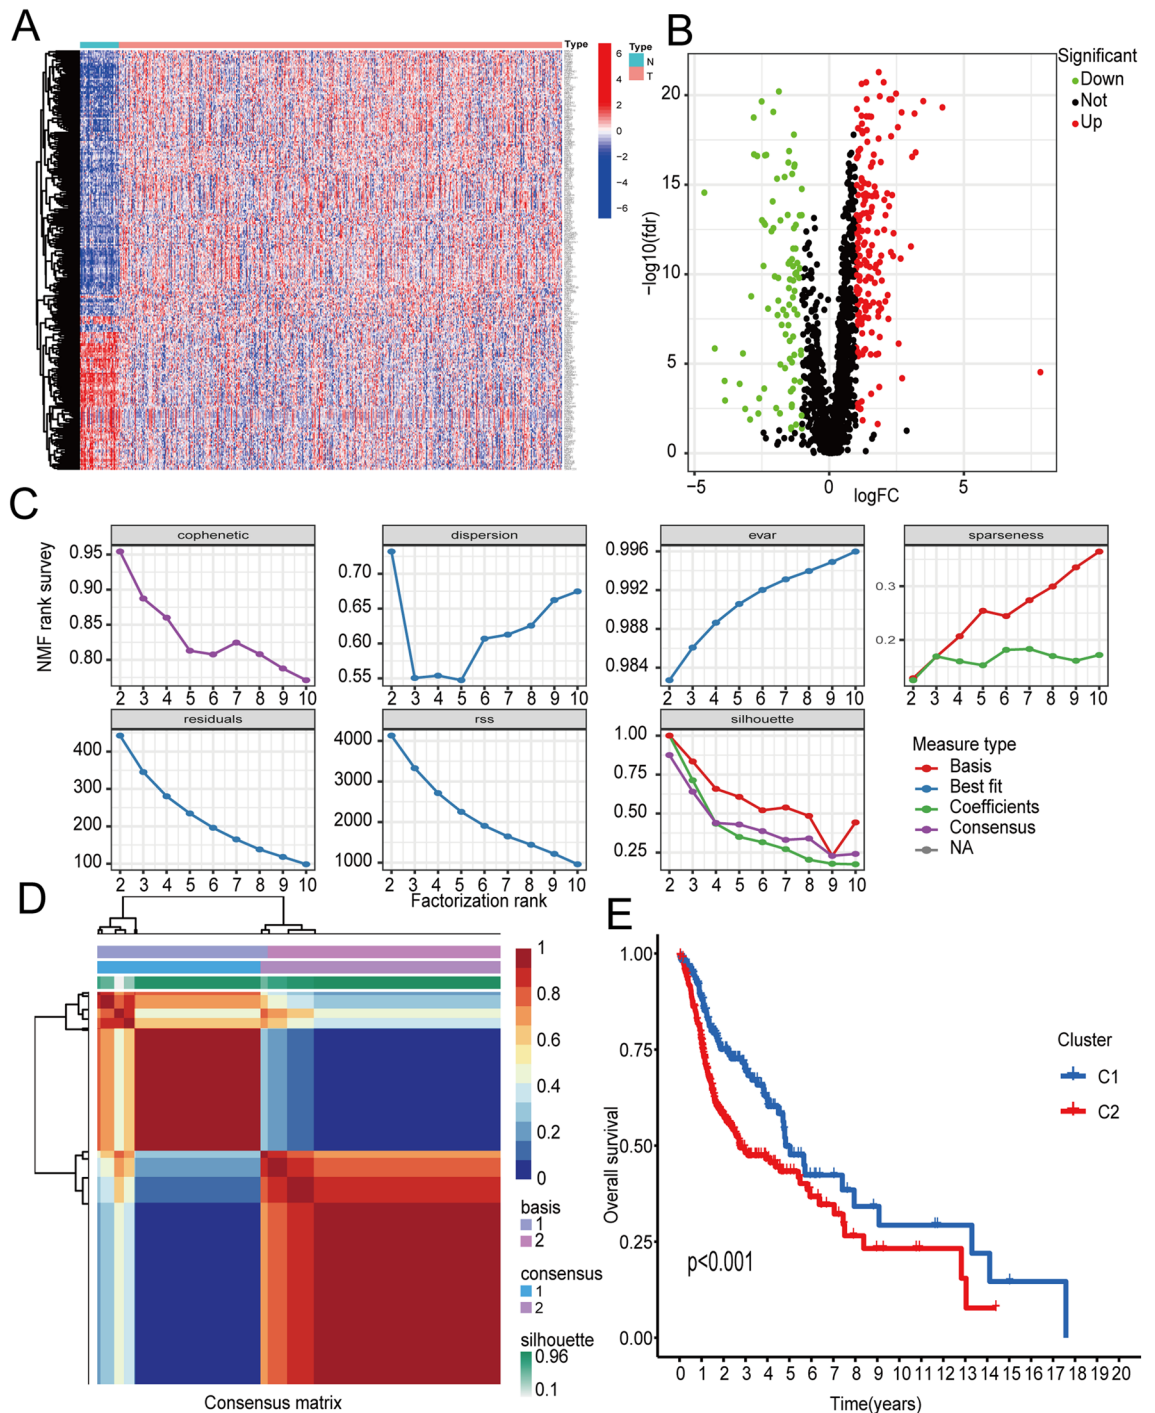 A
Type
6
4
2
0
−2
−4
−6
Type
N
T
B
Significant
Down
Not
Up
20
15
10
5
0
−log10(fdr)
−5
0
5
logFC
C
NMF rank survey
cophenetic
0.95
0.90
0.85
0.80
2 3 4 5 6 7 8 9 10
dispersion
0.70
0.65
0.60
0.55
2 3 4 5 6 7 8 9 10
evar
0.996
0.992
0.988
0.984
2 3 4 5 6 7 8 9 10
sparseness
0.3
0.2
2 3 4 5 6 7 8 9 10
residuals
400
300
200
100
2 3 4 5 6 7 8 9 10
rss
4000
3000
2000
1000
2 3 4 5 6 7 8 9 10
silhouette
1.00
0.75
0.50
0.25
2 3 4 5 6 7 8 9 10
Factorization rank
Measure type
Basis
Best fit
Coefficients
Consensus
NA
D
1
0.8
0.6
0.4
0.2
0
basis
1
2
consensus
1
2
silhouette
0.96
0.1
Consensus matrix
E
Overall survival
1.00
0.75
0.50
0.25
0.00
p<0.001
Cluster
C1
C2
0 1 2 3 4 5 6 7 8 9 10 11 12 13 14 15 16 17 18 19 20
Time(years)